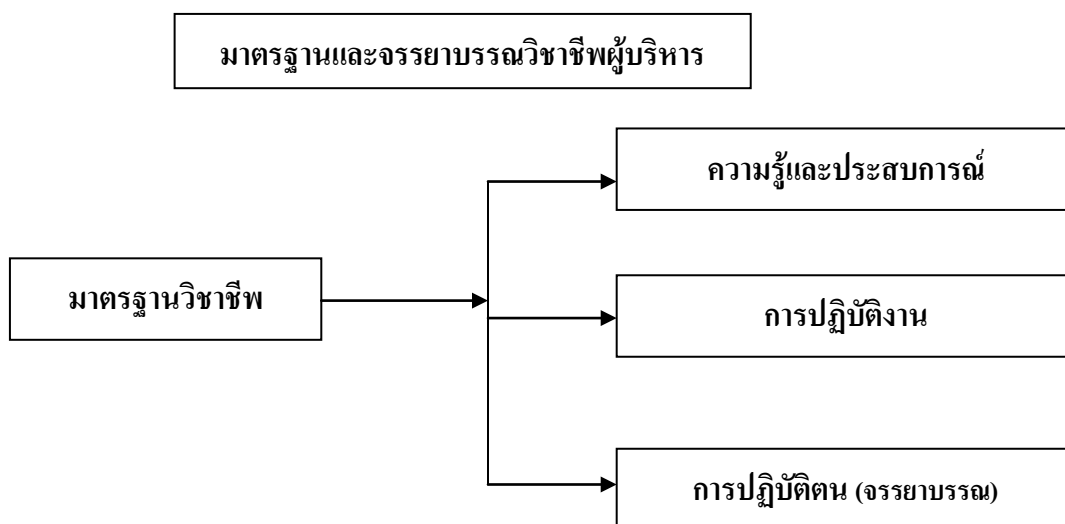 มาตรฐานและจรรยาบรรณวิชาชีพผู้บริหาร
ความรู้และประสบการณ์
มาตรฐานวิชาชีพ
การปฏิบัติงาน
การปฏิบัติตน (จรรยาบรรณ)